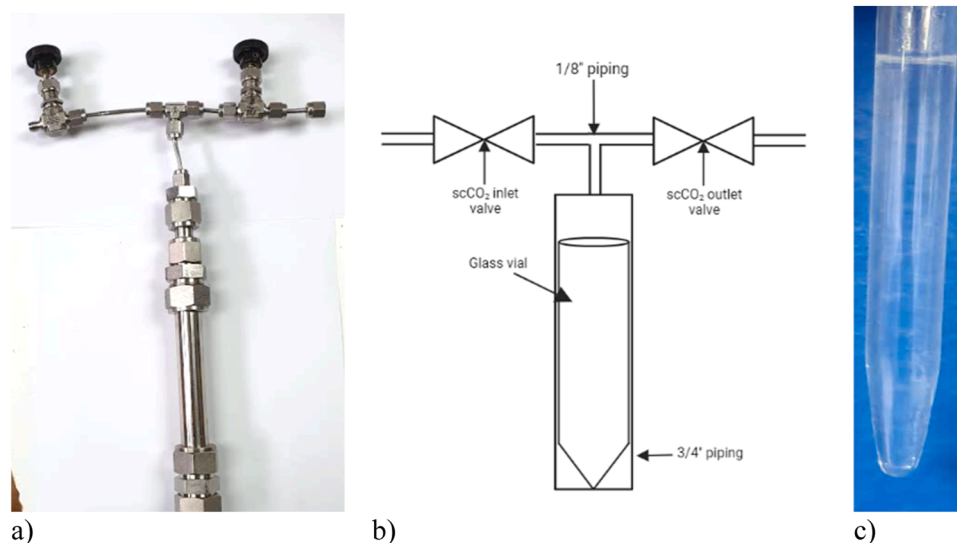 1/8" piping
scCO₂ inlet
valve
scCO₂ outlet
valve
Glass vial
3/4" piping
a)
b)
c)